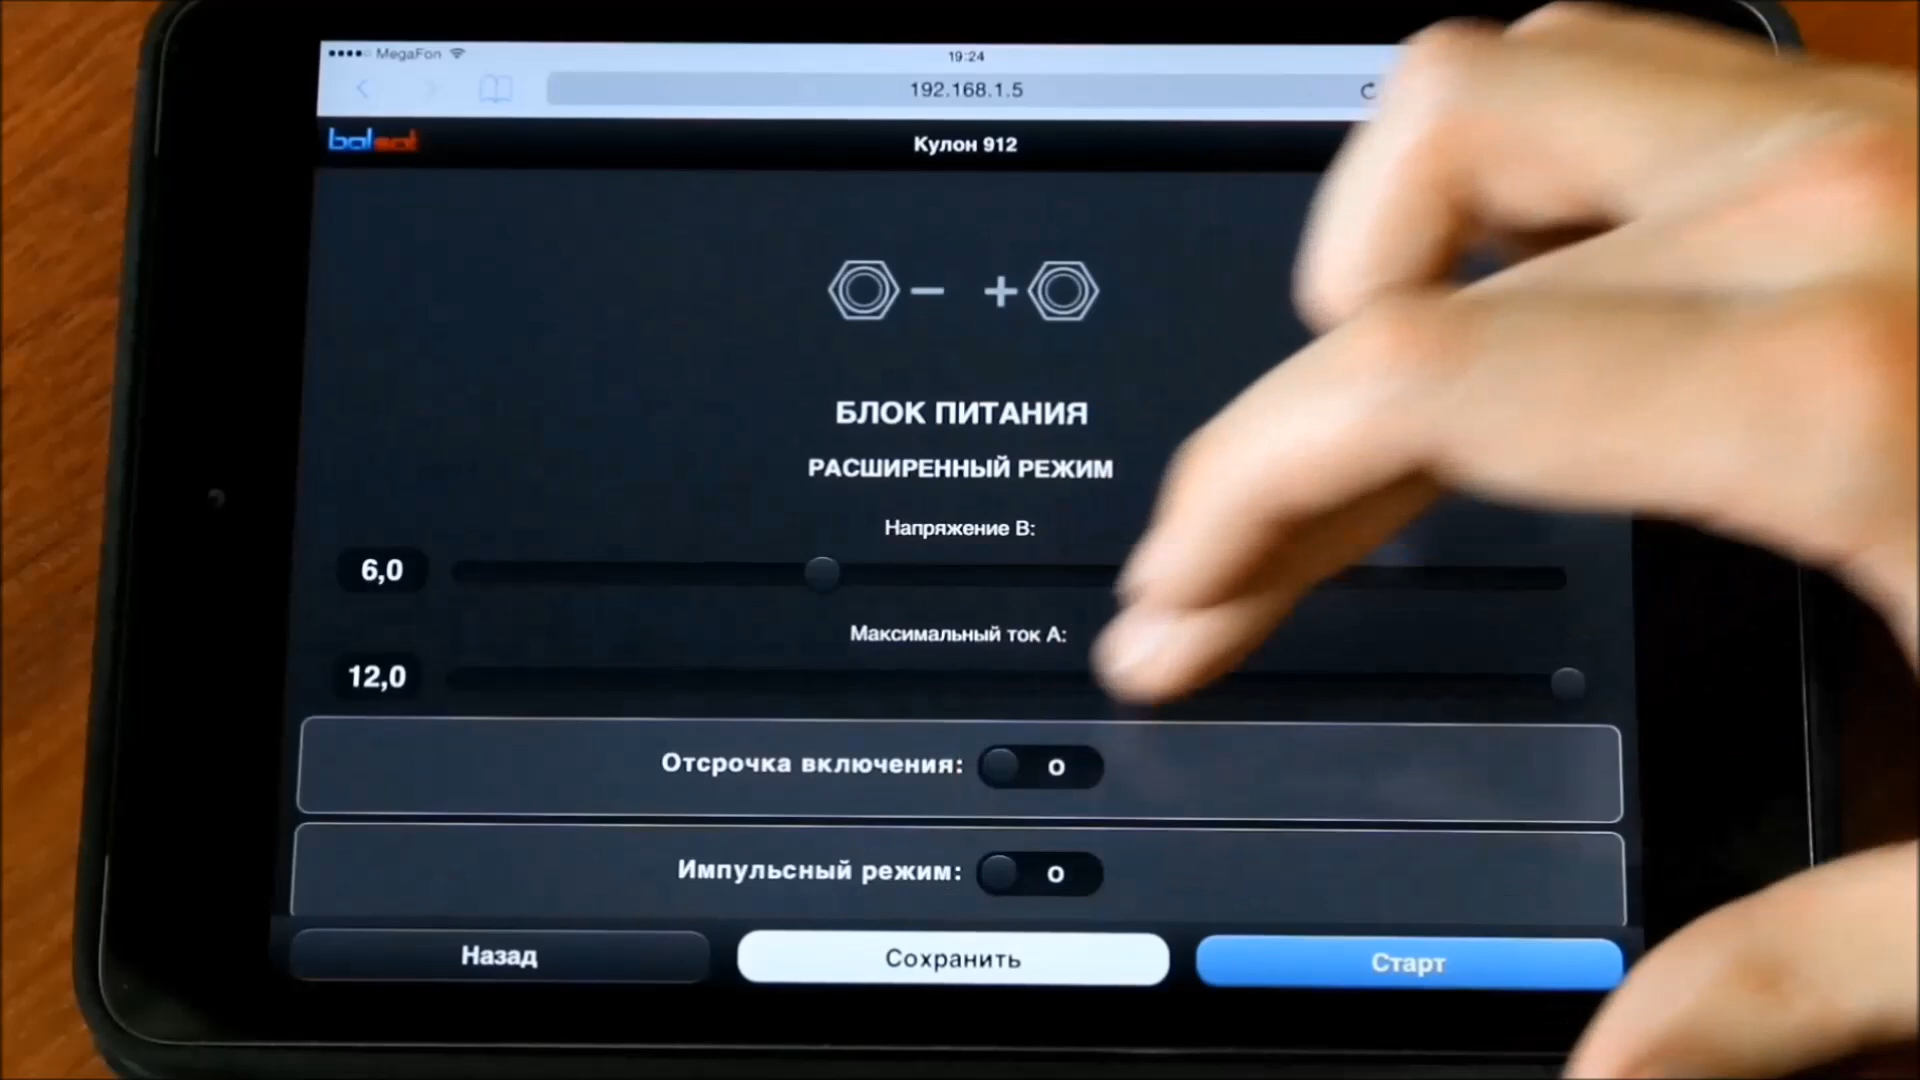 MegaFon
19:24
192.168.1.5
balsat
Кулон 912
− +
БЛОК ПИТАНИЯ
РАСШИРЕННЫЙ РЕЖИМ
Напряжение В:
6,0
Максимальный ток А:
12,0
Отсрочка включения: O
Импульсный режим: O
Назад
Сохранить
Старт